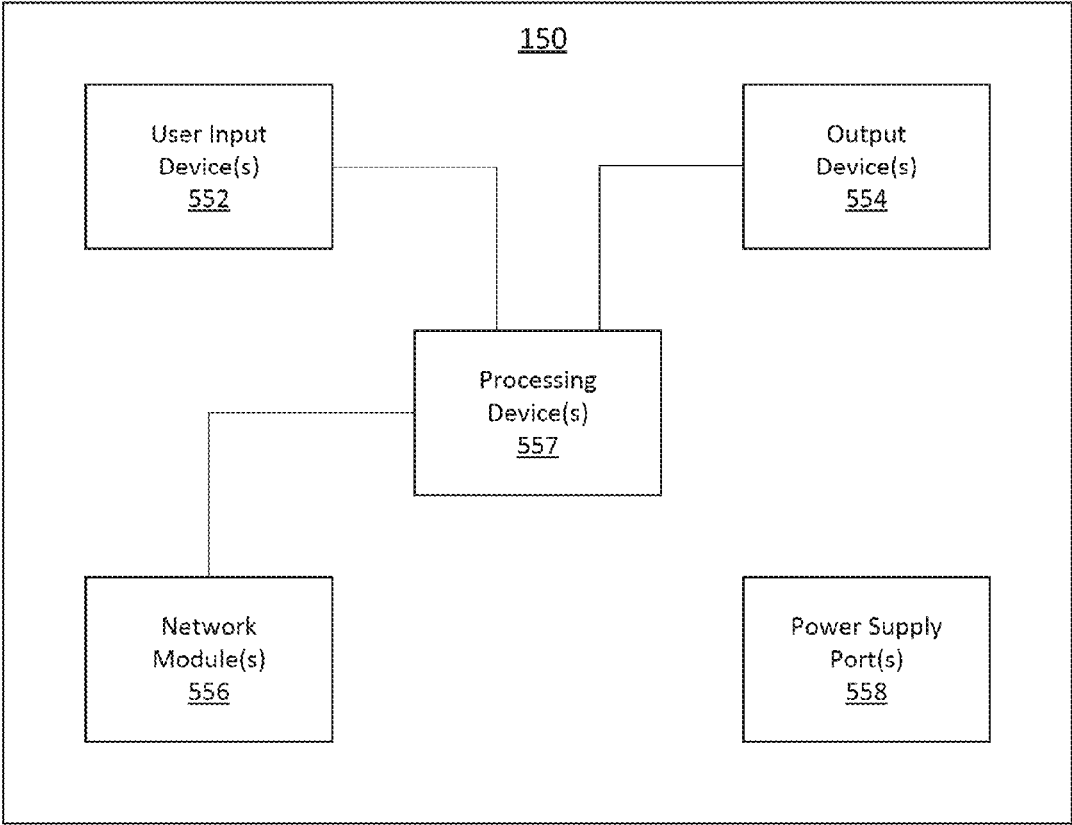 150
User Input
Device(s)
552
Output
Device(s)
554
Processing
Device(s)
557
Network
Module(s)
556
Power Supply
Port(s)
558